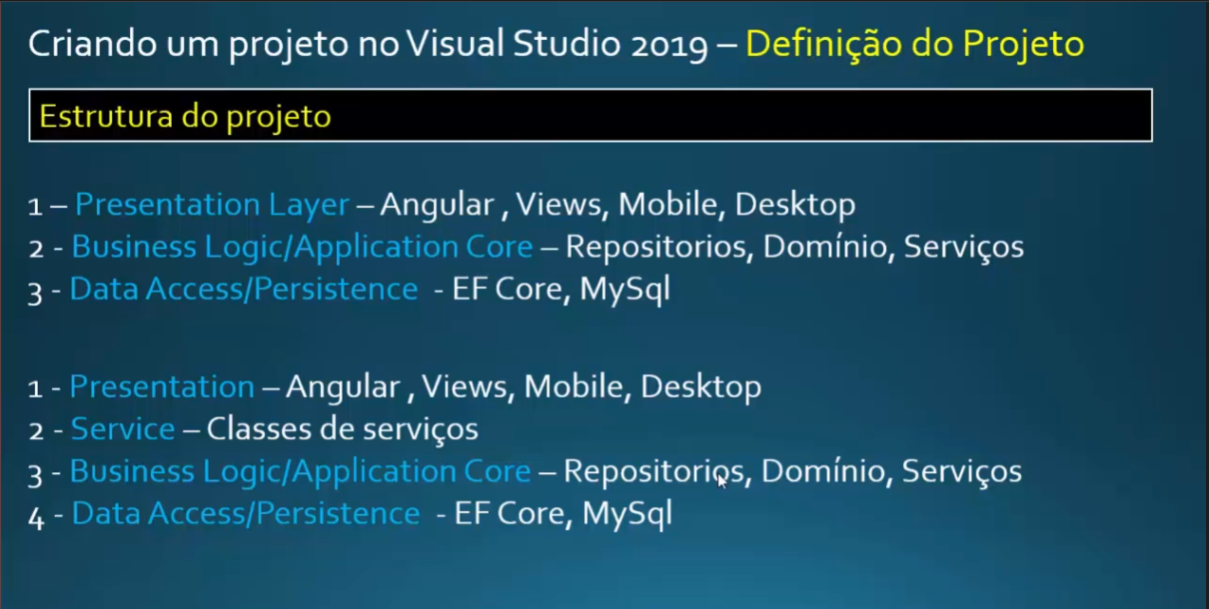 Criando um projeto no Visual Studio 2019 – Definição do Projeto
Estrutura do projeto
1 – Presentation Layer – Angular , Views, Mobile, Desktop
2 - Business Logic/Application Core – Repositorios, Domínio, Serviços
3 - Data Access/Persistence - EF Core, MySql
1 - Presentation – Angular , Views, Mobile, Desktop
2 - Service – Classes de serviços
3 - Business Logic/Application Core – Repositorios, Domínio, Serviços
4 - Data Access/Persistence - EF Core, MySql